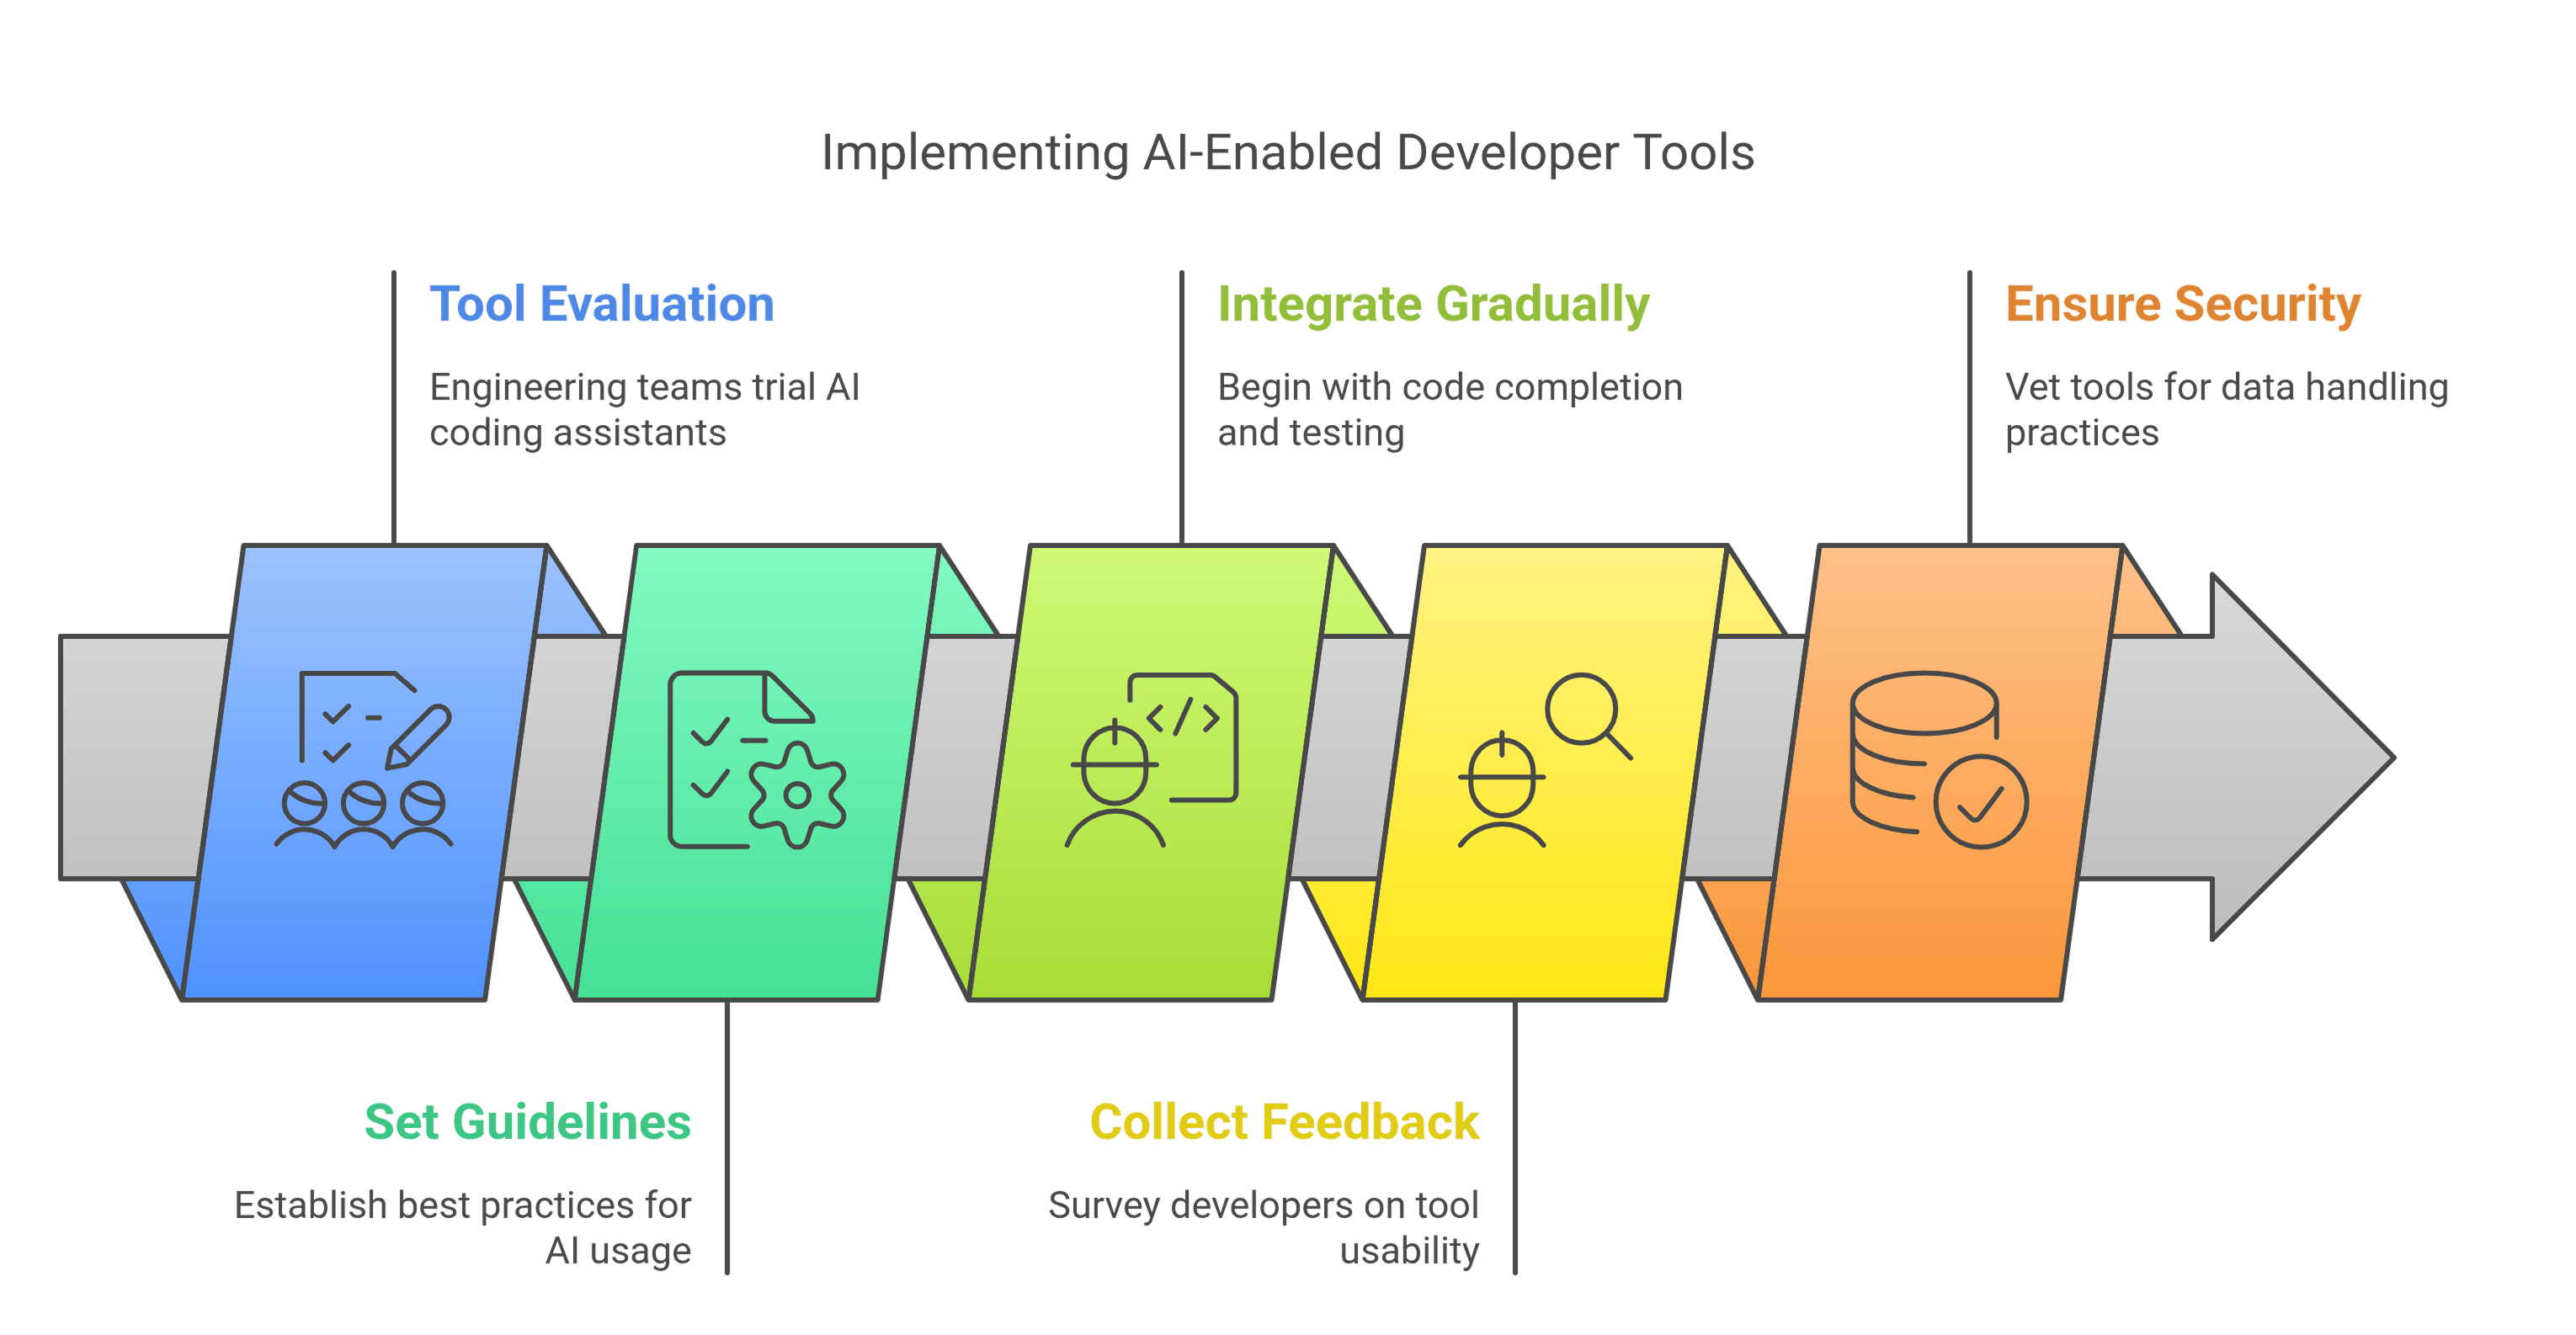 Implementing AI-Enabled Developer Tools
Tool Evaluation
Engineering teams trial AI
coding assistants
Integrate Gradually
Begin with code completion
and testing
Ensure Security
Vet tools for data handling
practices
Set Guidelines
Establish best practices for
AI usage
Collect Feedback
Survey developers on tool
usability